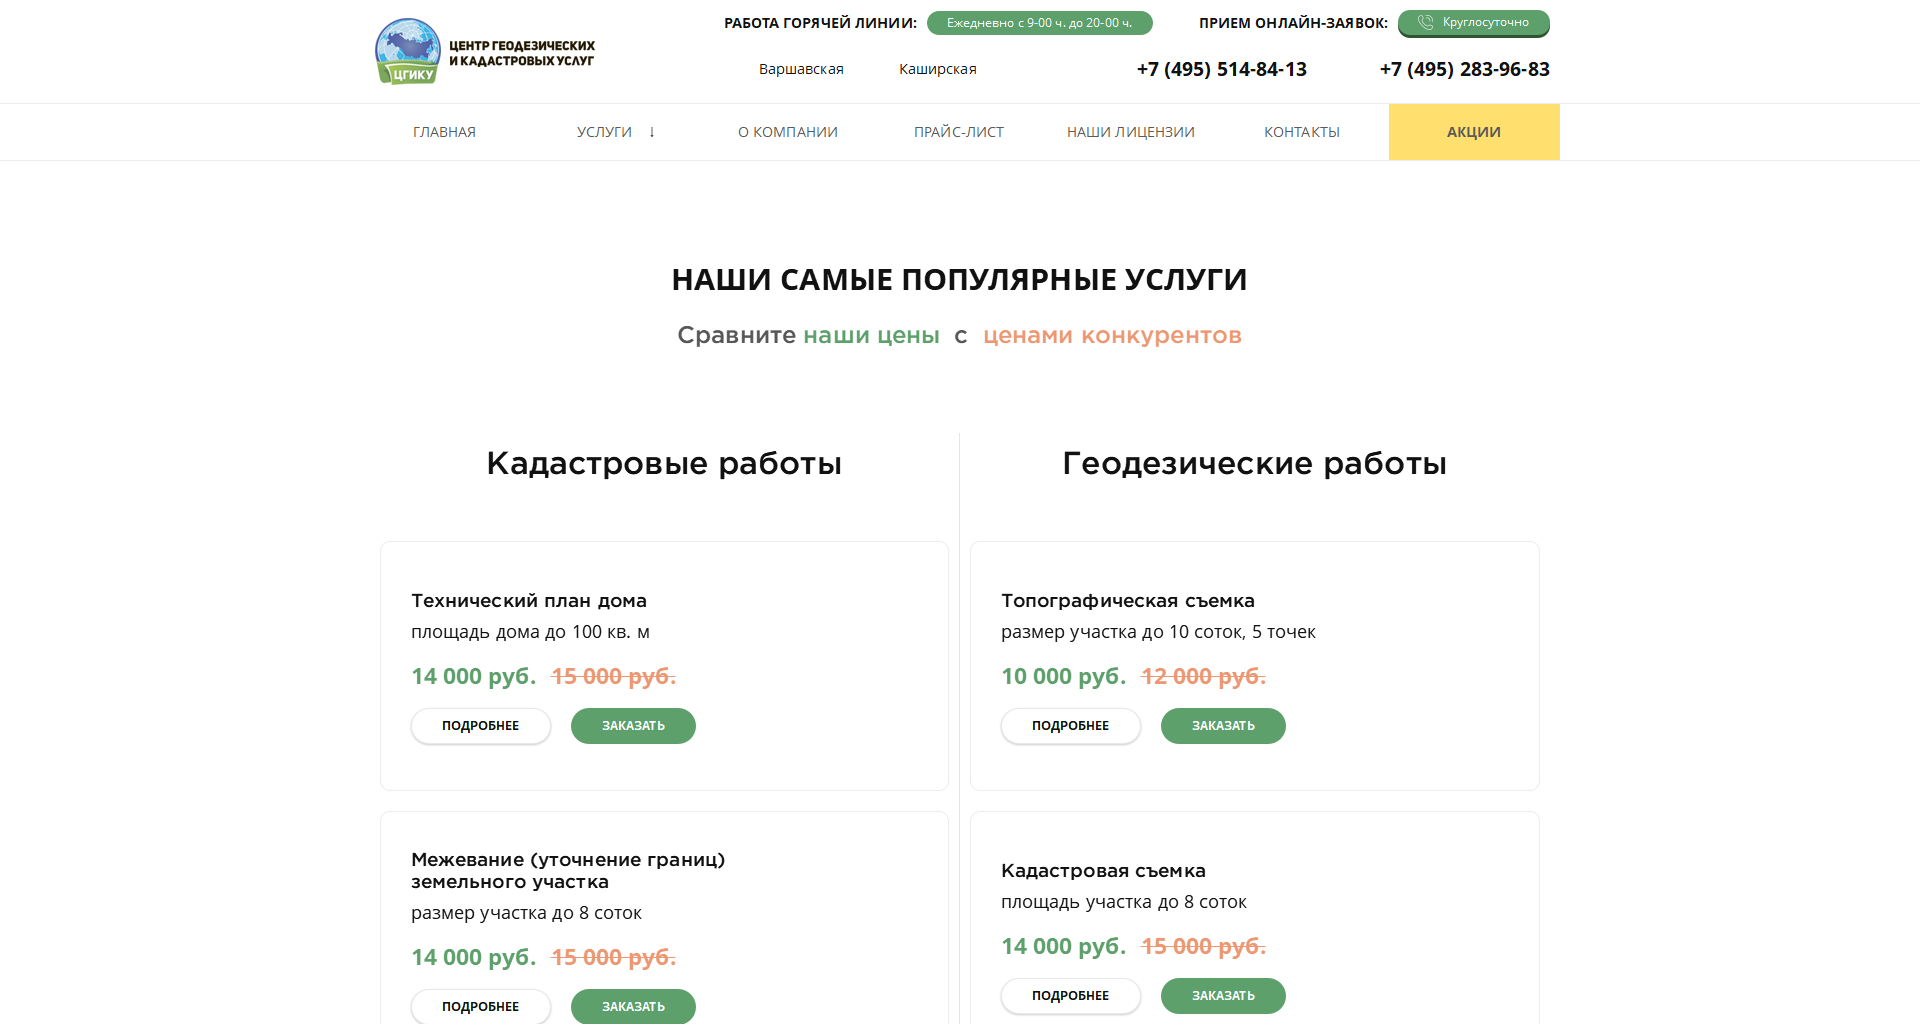 ЦГИКУ
ЦЕНТР ГЕОДЕЗИЧЕСКИХ
И КАДАСТРОВЫХ УСЛУГ
РАБОТА ГОРЯЧЕЙ ЛИНИИ: Ежедневно с 9-00 ч. до 20-00 ч. ПРИЕМ ОНЛАЙН-ЗАЯВОК: Круглосуточно
Варшавская Каширская +7 (495) 514-84-13 +7 (495) 283-96-83
ГЛАВНАЯ УСЛУГИ ↓ О КОМПАНИИ ПРАЙС-ЛИСТ НАШИ ЛИЦЕНЗИИ КОНТАКТЫ АКЦИИ
НАШИ САМЫЕ ПОПУЛЯРНЫЕ УСЛУГИ
Сравните наши цены с ценами конкурентов
Кадастровые работы
Технический план дома
площадь дома до 100 кв. м
14 000 руб. 15 000 руб.
ПОДРОБНЕЕ ЗАКАЗАТЬ
Межевание (уточнение границ)
земельного участка
размер участка до 8 соток
14 000 руб. 15 000 руб.
ПОДРОБНЕЕ ЗАКАЗАТЬ
Геодезические работы
Топографическая съемка
размер участка до 10 соток, 5 точек
10 000 руб. 12 000 руб.
ПОДРОБНЕЕ ЗАКАЗАТЬ
Кадастровая съемка
площадь участка до 8 соток
14 000 руб. 15 000 руб.
ПОДРОБНЕЕ ЗАКАЗАТЬ